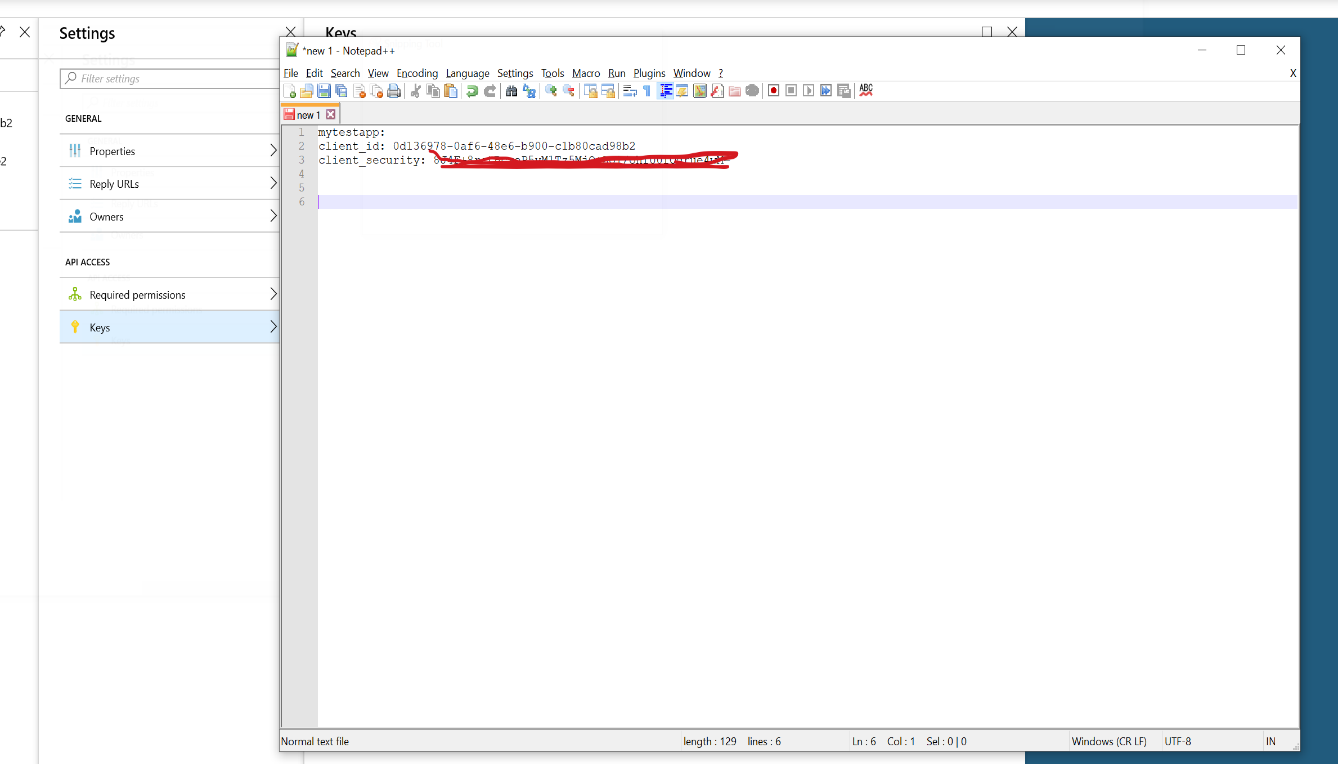 b2
2
Settings
Filter settings
GENERAL
Properties
Reply URLs
Owners
API ACCESS
Required permissions
Keys
Keys
*new 1 - Notepad++
File Edit Search View Encoding Language Settings Tools Macro Run Plugins Window ?
X
ABC
new 1
1 mytestapp:
2 client_id: 0d136978-0af6-48e6-b900-c1b80cad98b2
3 client_security:
4
5
6
Normal text file length : 129 lines : 6 Ln : 6 Col : 1 Sel : 0 | 0 Windows (CR LF) UTF-8 IN